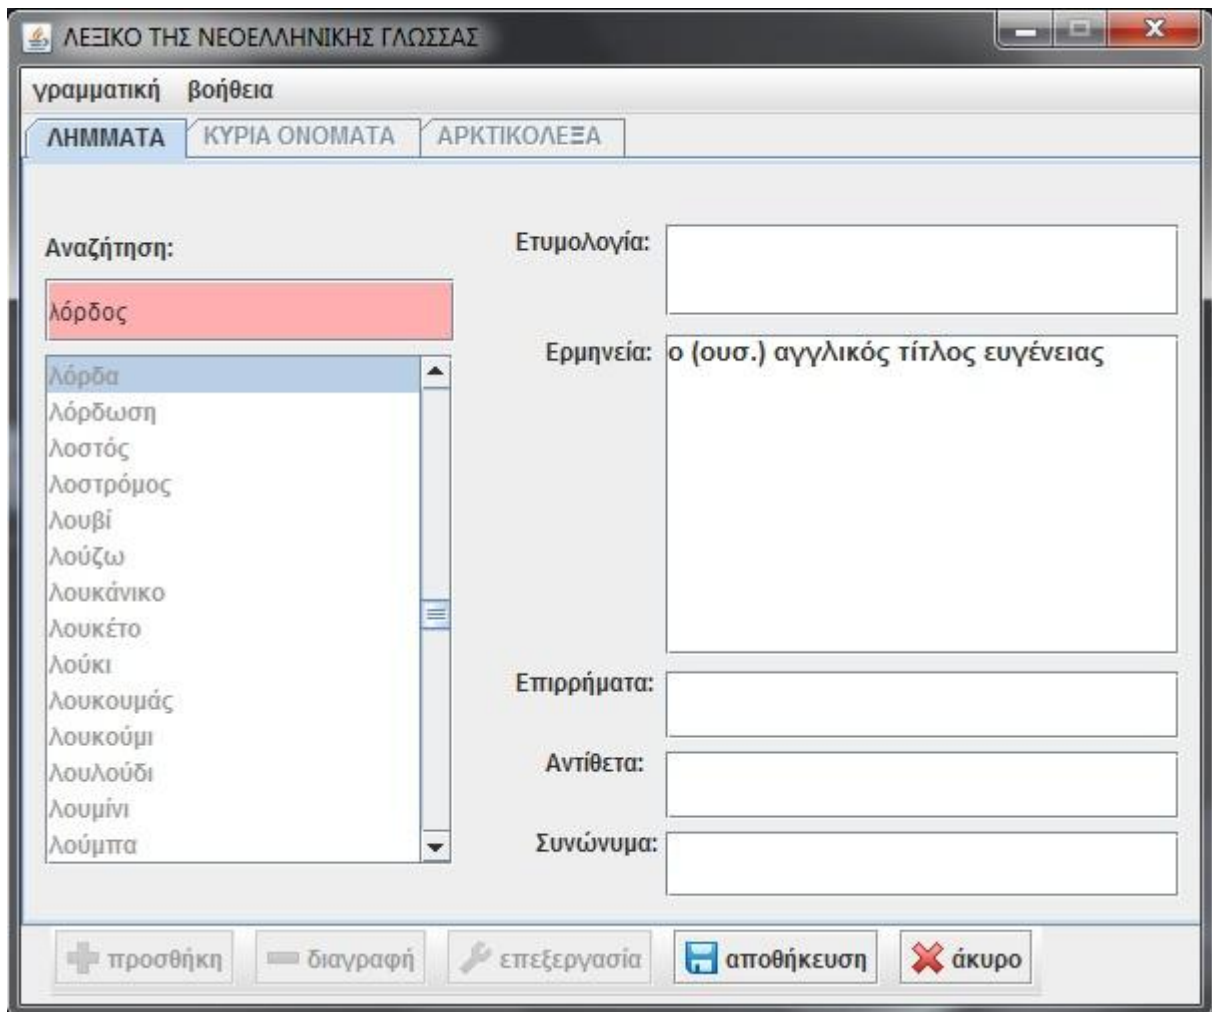 ΛΕΞΙΚΟ ΤΗΣ ΝΕΟΕΛΛΗΝΙΚΗΣ ΓΛΩΣΣΑΣ
γραμματική βοήθεια
ΛΗΜΜΑΤΑ ΚΥΡΙΑ ΟΝΟΜΑΤΑ ΑΡΚΤΙΚΟΛΕΞΑ
Αναζήτηση:
λόρδος
λόρδα
λόρδωση
λοστός
λοστρόμος
λουβί
λούζω
λουκάνικο
λουκέτο
λούκι
λουκουμάς
λουκούμι
λουλούδι
λουμίνι
λούμπα
Ετυμολογία:
Ερμηνεία: ο (ουσ.) αγγλικός τίτλος ευγένειας
Επιρρήματα:
Αντίθετα:
Συνώνυμα:
προσθήκη διαγραφή επεξεργασία αποθήκευση άκυρο